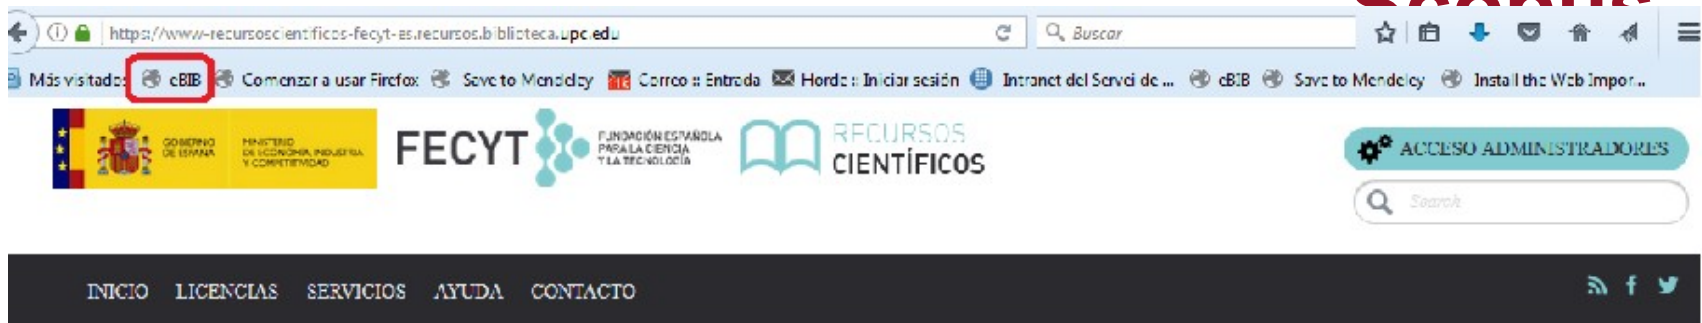 Scopus
https://www-recursoscientificos-fecyt-es.recursos.biblioteca.upc.edu
Buscar
Más visitados eBIB Comenzar a usar Firefox Save to Mendeley Correo :: Entrada Horde :: Iniciar sesión Intranet del Servei de ... eBIB Save to Mendeley Install the Web Impor...
GOBIERNO DE ESPAÑA
MINISTERIO DE ECONOMÍA, INDUSTRIA Y COMPETITIVIDAD
FECYT
FUNDACIÓN ESPAÑOLA
PARA LA CIENCIA
Y LA TECNOLOGÍA
RECURSOS
CIENTÍFICOS
ACCESO ADMINISTRADORES
Search
INICIO LICENCIAS SERVICIOS AYUDA CONTACTO